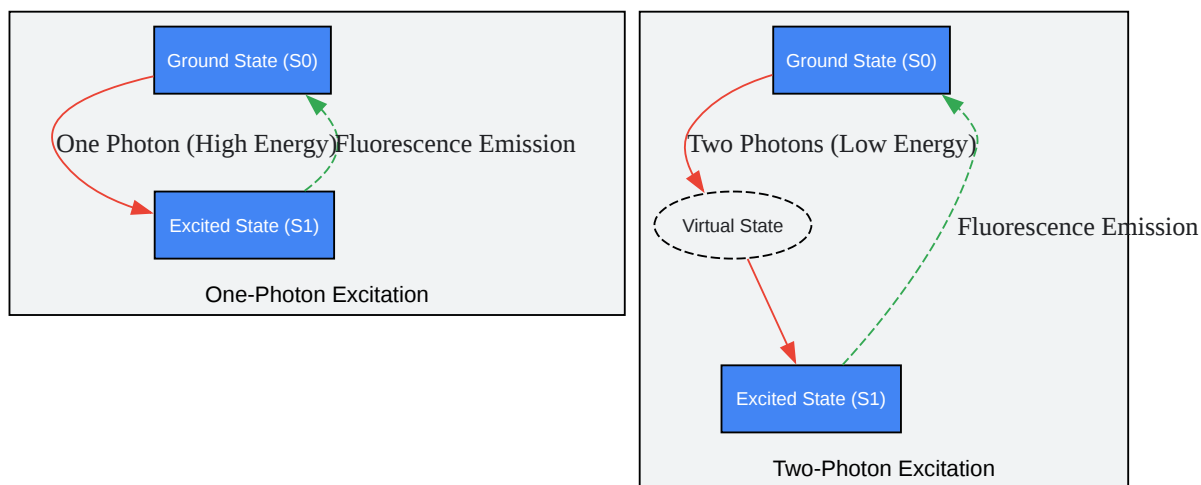 Ground State (S0)
One Photon (High Energy)
Fluorescence Emission
Excited State (S1)
One-Photon Excitation
Ground State (S0)
Two Photons (Low Energy)
Virtual State
Fluorescence Emission
Excited State (S1)
Two-Photon Excitation